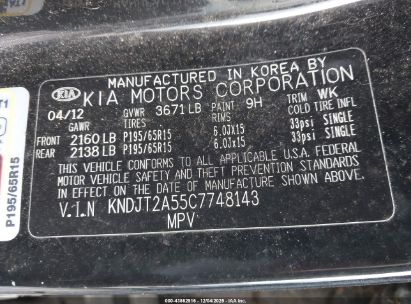 MANUFACTURED IN KOREA BY
KIA KIA MOTORS CORPORATION
04/12 GVWR 3671 LB PAINT 9H TRIM WK
TIRES RIMS COLD TIRE INFL
FRONT 2160 LB P195/65R15 6.0JX15 33psi SINGLE
REAR 2138 LB P195/65R15 6.0JX15 33psi SINGLE
THIS VEHICLE CONFORMS TO ALL APPLICABLE U.S.A. FEDERAL
MOTOR VEHICLE SAFETY AND THEFT PREVENTION STANDARDS
IN EFFECT ON THE DATE OF MANUFACTURE SHOWN ABOVE.
V.I.N KNDJT2A55C7748143
MPV
P195/65R15